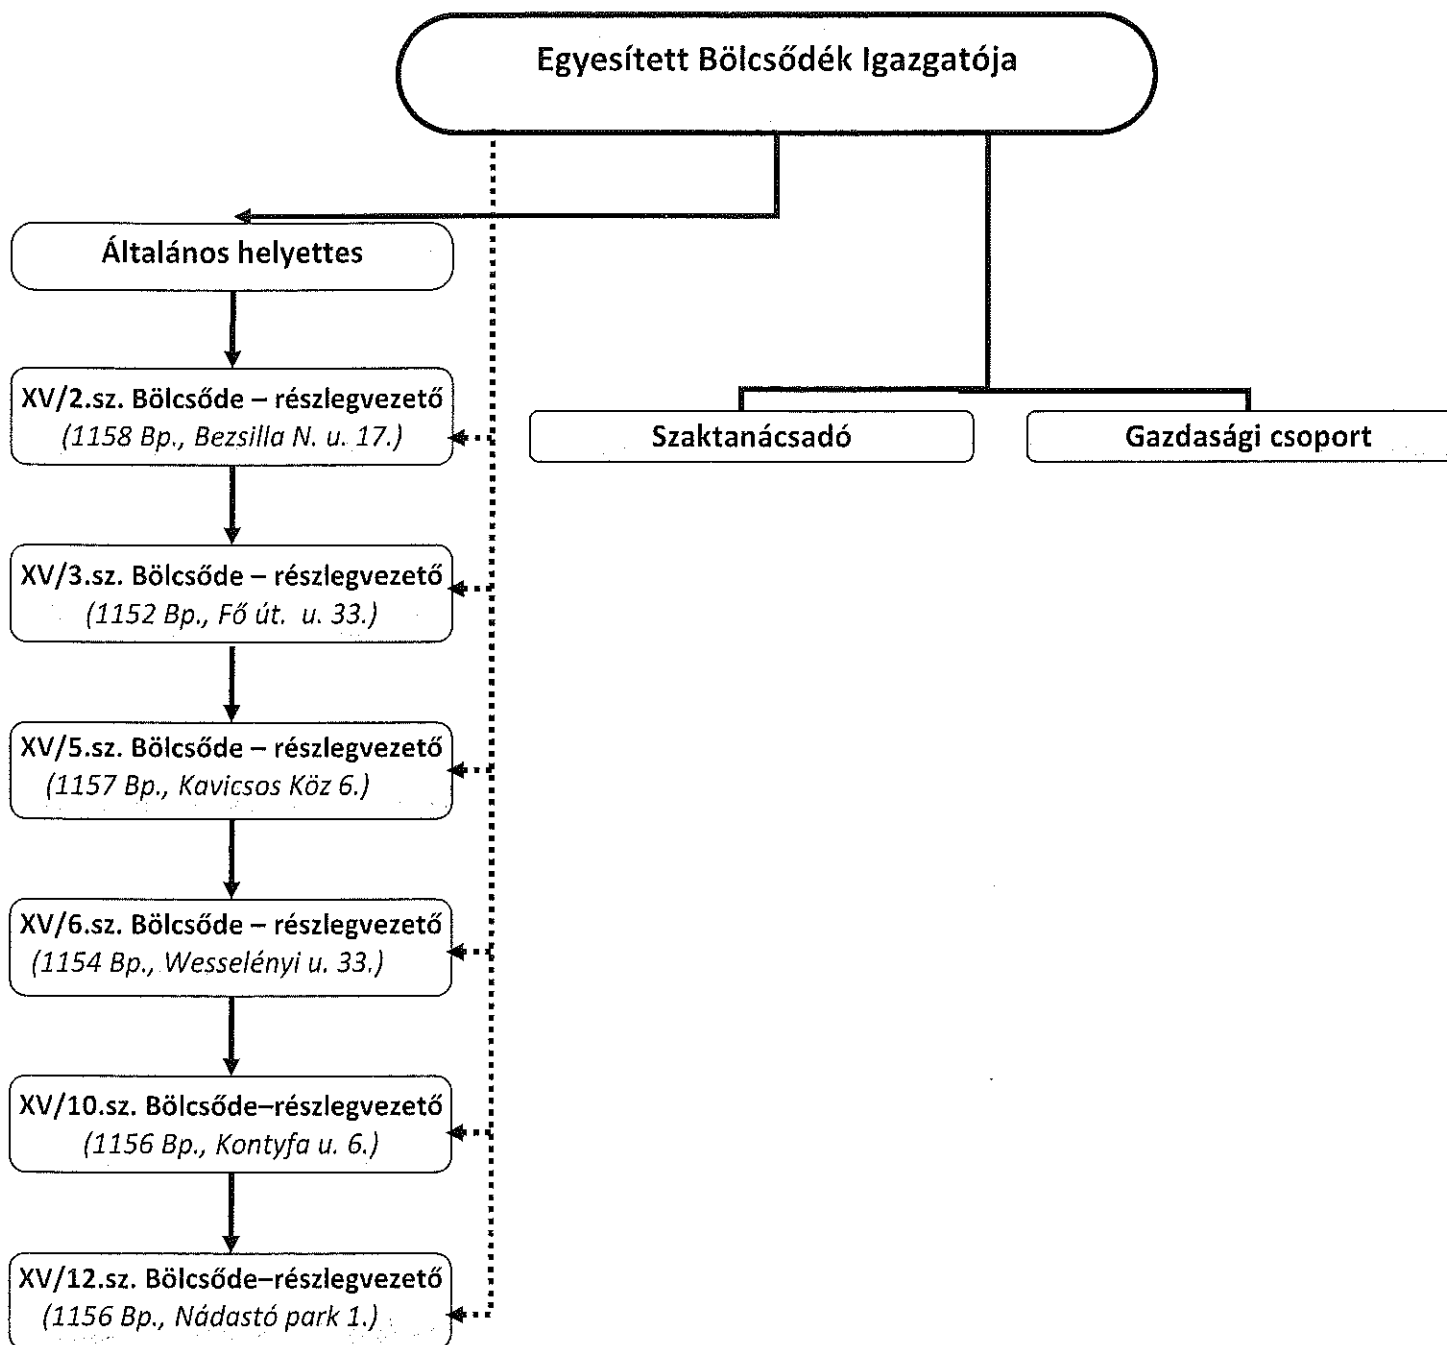 Egyesített Bölcsődék Igazgatója
Általános helyettes
XV/2.sz. Bölcsőde – részlegvezető
(1158 Bp., Bezsilla N. u. 17.)
Szaktanácsadó
Gazdasági csoport
XV/3.sz. Bölcsőde – részlegvezető
(1152 Bp., Fő út. u. 33.)
XV/5.sz. Bölcsőde – részlegvezető
(1157 Bp., Kavicsos Köz 6.)
XV/6.sz. Bölcsőde – részlegvezető
(1154 Bp., Wesselényi u. 33.)
XV/10.sz. Bölcsőde–részlegvezető
(1156 Bp., Kontyfa u. 6.)
XV/12.sz. Bölcsőde–részlegvezető
(1156 Bp., Nádastó park 1.)